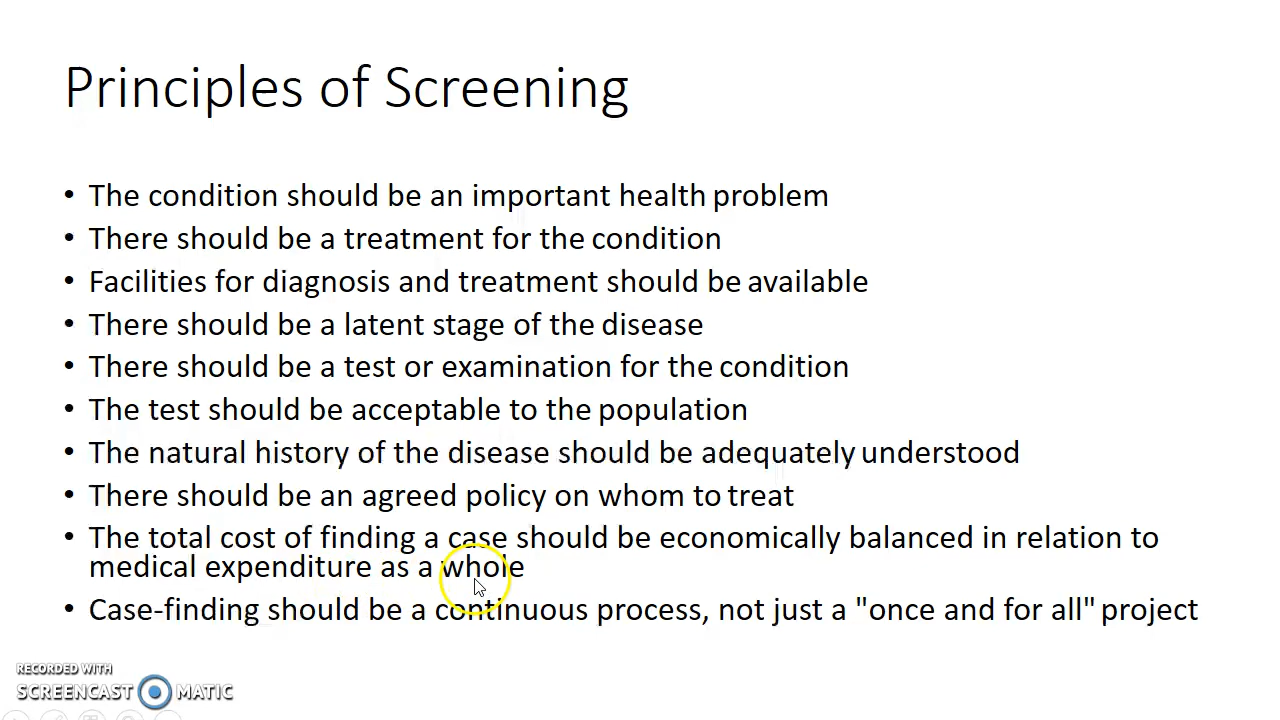 Principles of Screening
• The condition should be an important health problem
• There should be a treatment for the condition
• Facilities for diagnosis and treatment should be available
• There should be a latent stage of the disease
• There should be a test or examination for the condition
• The test should be acceptable to the population
• The natural history of the disease should be adequately understood
• There should be an agreed policy on whom to treat
• The total cost of finding a case should be economically balanced in relation to
medical expenditure as a whole
• Case-finding should be a continuous process, not just a "once and for all" project
RECORDED WITH
SCREENCAST MATIC